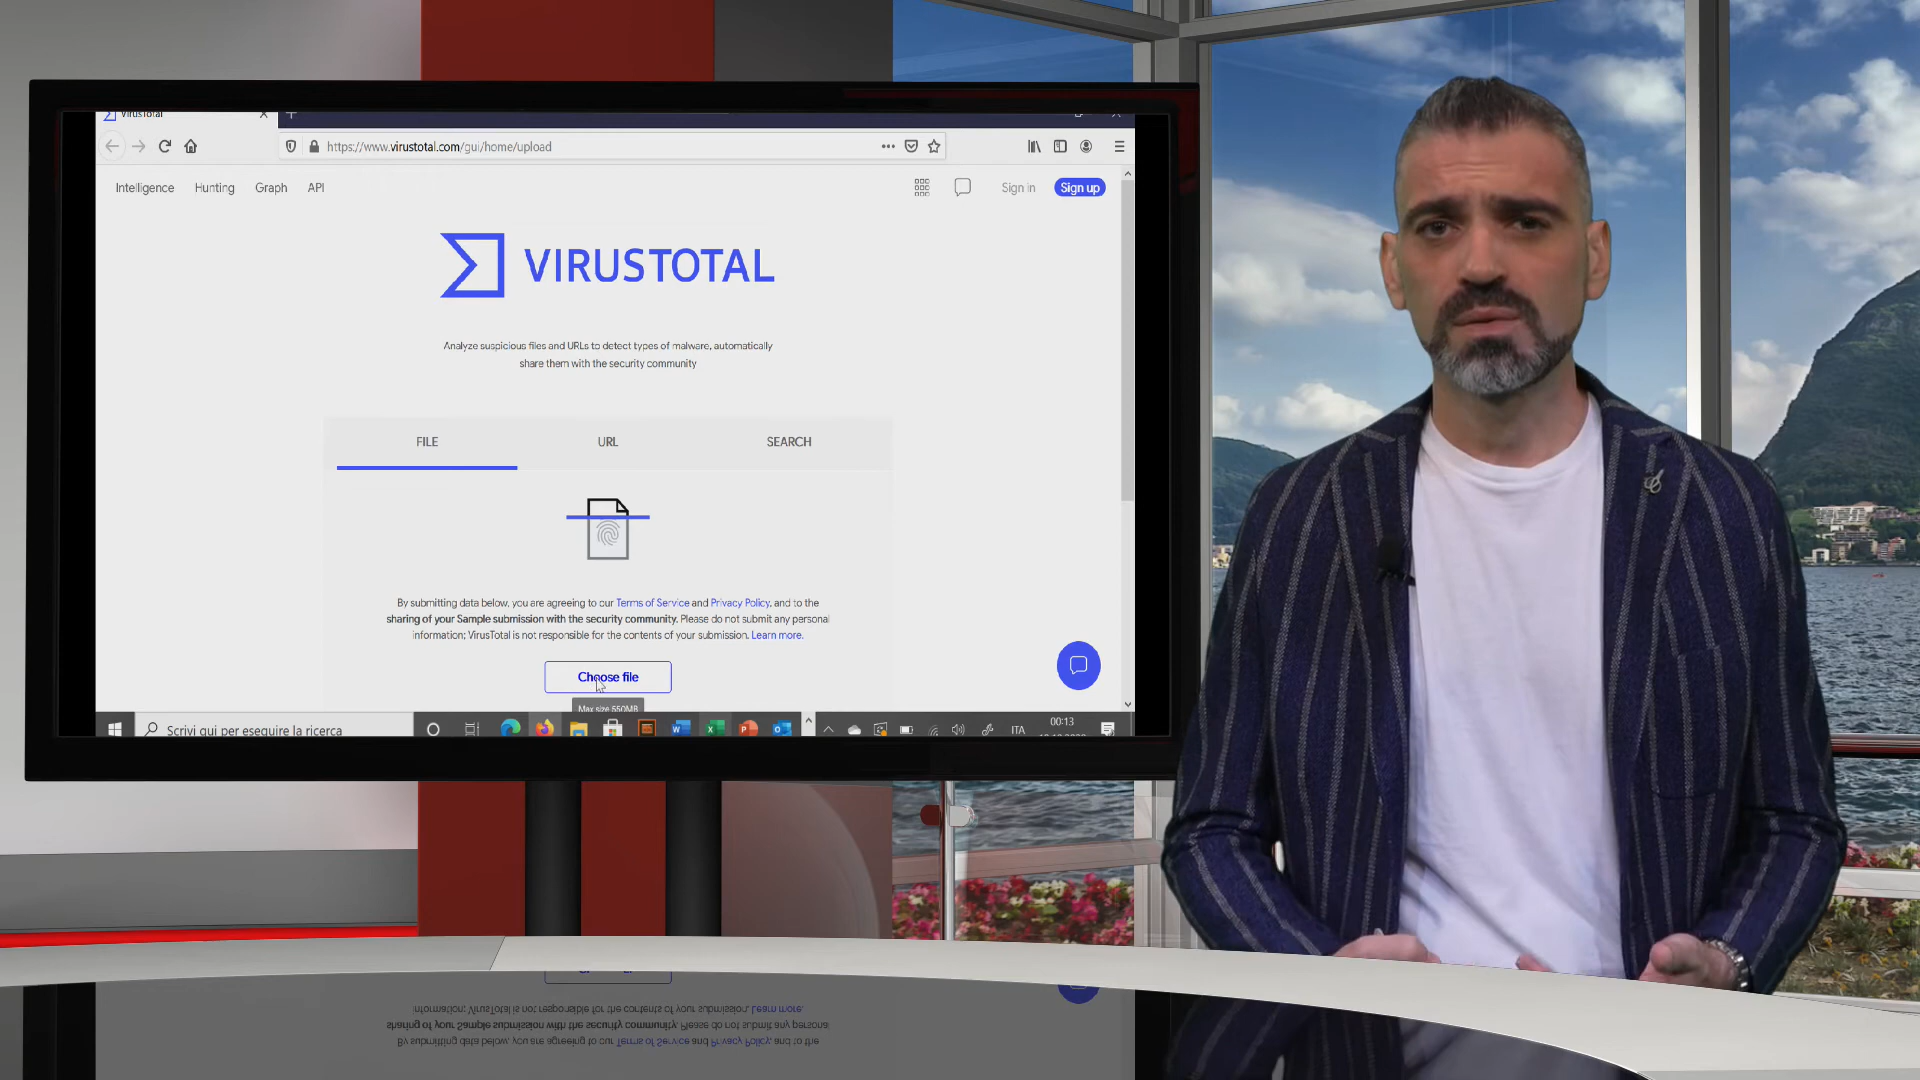 VirusTotal
https://www.virustotal.com/gui/home/upload
Intelligence Hunting Graph API Sign in Sign up
VIRUSTOTAL
Analyze suspicious files and URLs to detect types of malware, automatically
share them with the security community
FILE URL SEARCH
By submitting data below, you are agreeing to our Terms of Service and Privacy Policy, and to the
sharing of your Sample submission with the security community. Please do not submit any personal
information; VirusTotal is not responsible for the contents of your submission. Learn more.
Choose file
Max size 550MB
Scrivi qui per eseguire la ricerca ITA 00:13